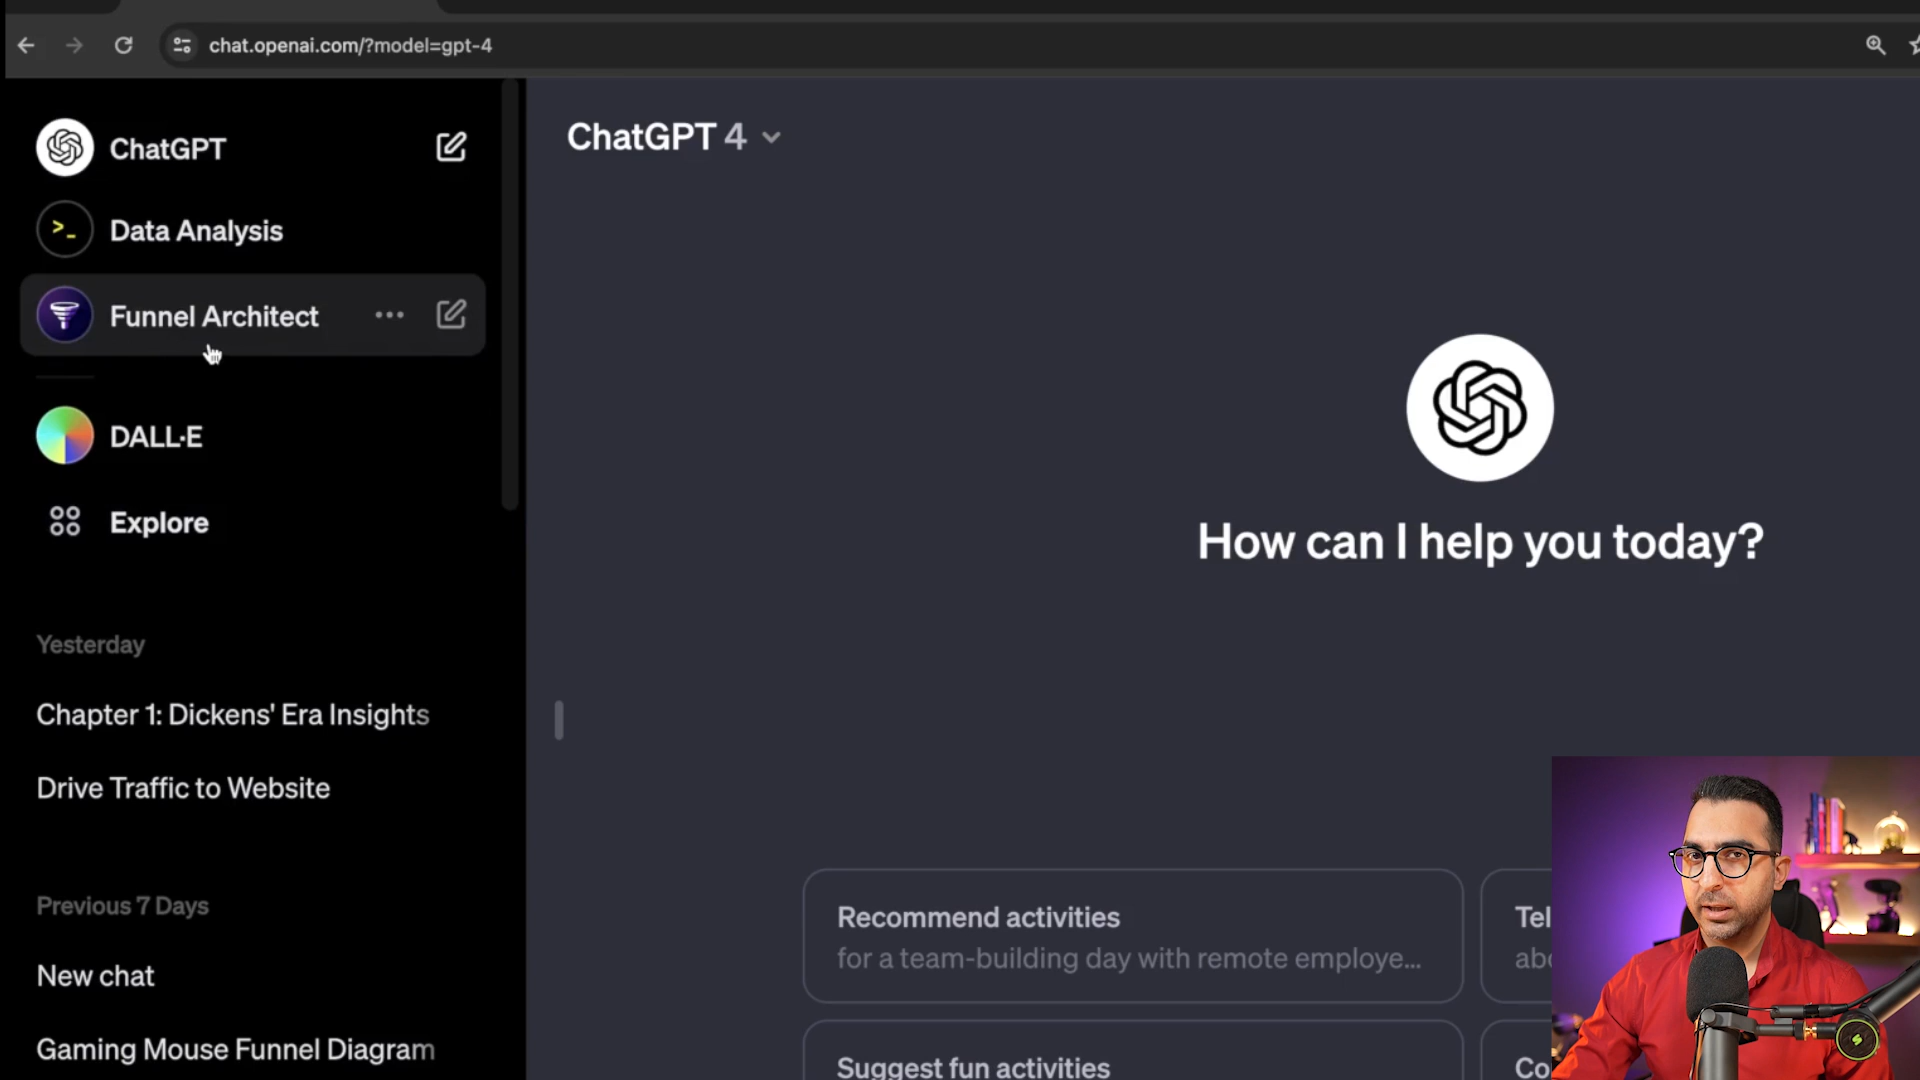 chat.openai.com/?model=gpt-4
ChatGPT
Data Analysis
Funnel Architect
DALL·E
Explore
Yesterday
Chapter 1: Dickens' Era Insights
Drive Traffic to Website
Previous 7 Days
New chat
Gaming Mouse Funnel Diagram
ChatGPT 4
How can I help you today?
Recommend activities
for a team-building day with remote employe...
Suggest fun activities